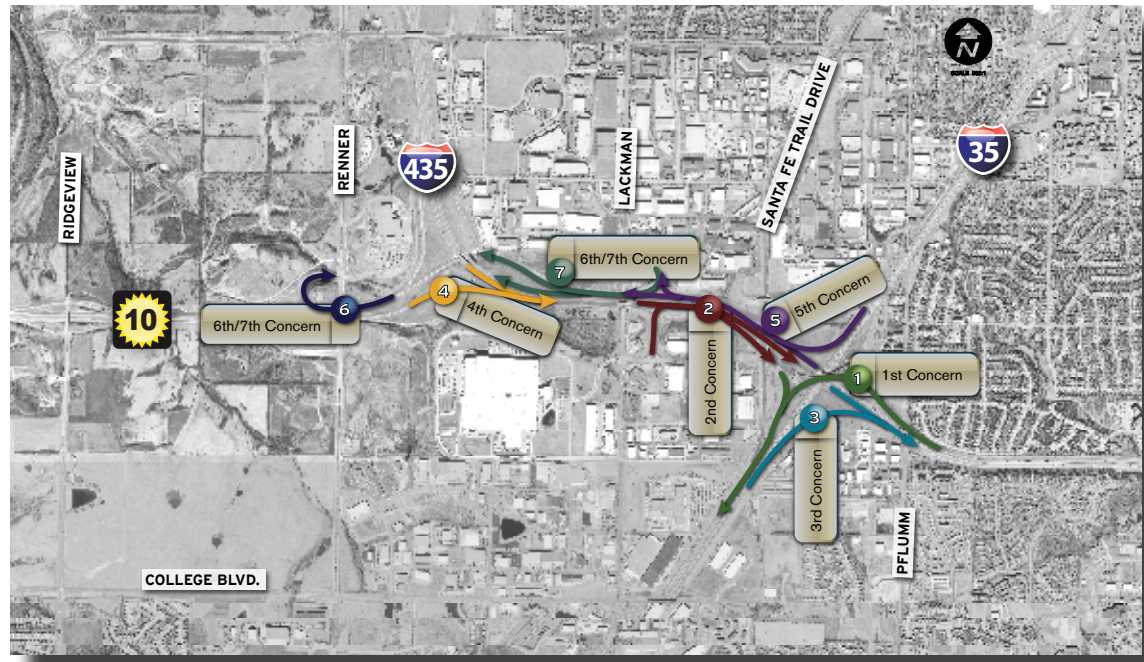 N
SCALE
SANTA FE TRAIL DRIVE
RENNER
LACKMAN
435
35
RIDGEVIEW
7
6th/7th Concern
4
4th Concern
5
5th Concern
10
6th/7th Concern
6
2
2nd Concern
1
1st Concern
3
3rd Concern
PFLUMM
COLLEGE BLVD.